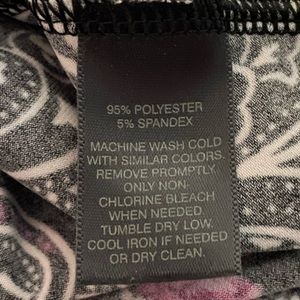 95% POLYESTER
5% SPANDEX
MACHINE WASH COLD
WITH SIMILAR COLORS.
REMOVE PROMPTLY
ONLY NON-
CHLORINE BLEACH
WHEN NEEDED.
TUMBLE DRY LOW.
COOL IRON IF NEEDED
OR DRY CLEAN.